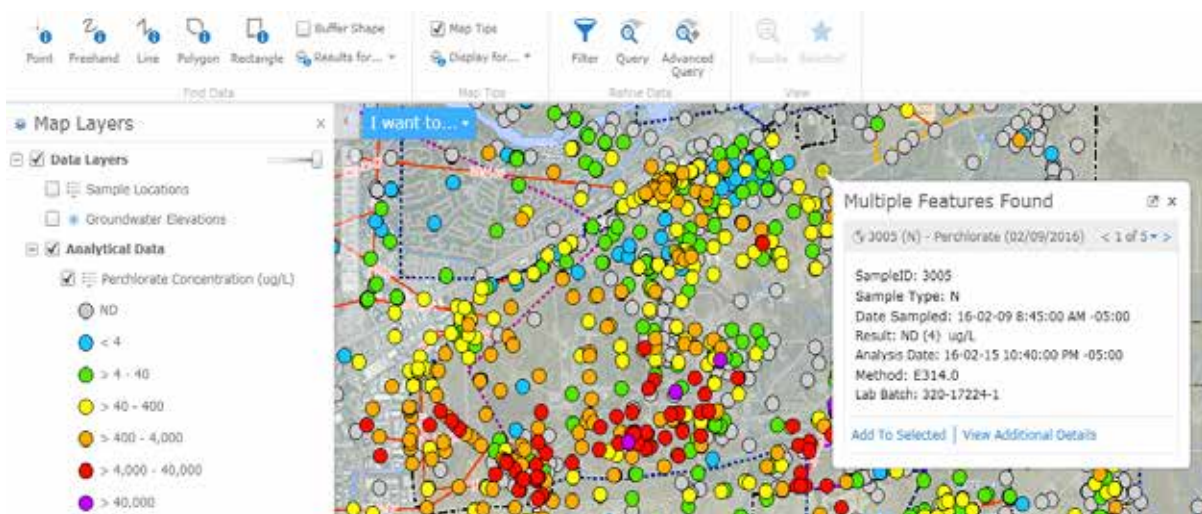 Buffer Shape
Map Tips
Point Freehand Line Polygon Rectangle
Results for...
Display for...
Filter Query Advanced Query
Results Selected
Find Data
Map Tips
Refine Data
View
Map Layers x
I want to...
Data Layers
Sample Locations
Groundwater Elevations
Analytical Data
Perchlorate Concentration (ug/L)
ND
< 4
> 4 - 40
> 40 - 400
> 400 - 4,000
> 4,000 - 40,000
> 40,000
Multiple Features Found x
3005 (N) - Perchlorate (02/09/2016) < 1 of 5 >
SampleID: 3005
Sample Type: N
Date Sampled: 16-02-09 8:45:00 AM -05:00
Result: ND (4) ug/L
Analysis Date: 16-02-15 10:40:00 PM -05:00
Method: E314.0
Lab Batch: 320-17224-1
Add To Selected | View Additional Details